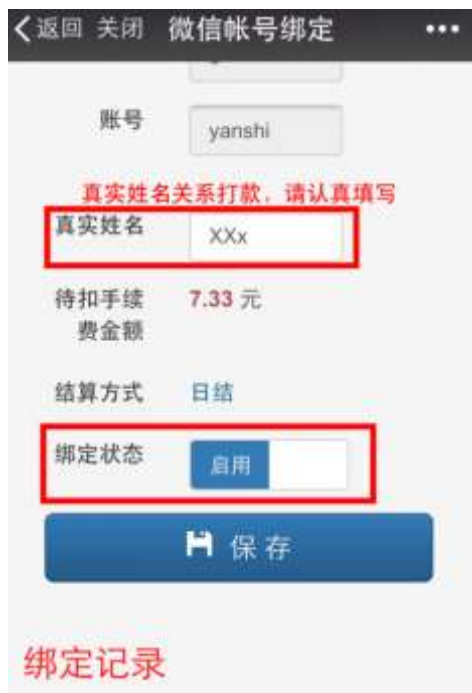 返回 关闭 微信帐号绑定
账号 yanshi
真实姓名关系打款，请认真填写
真实姓名 XXx
待扣手续 7.33 元
费金额
结算方式 日结
绑定状态 启用
保存
绑定记录